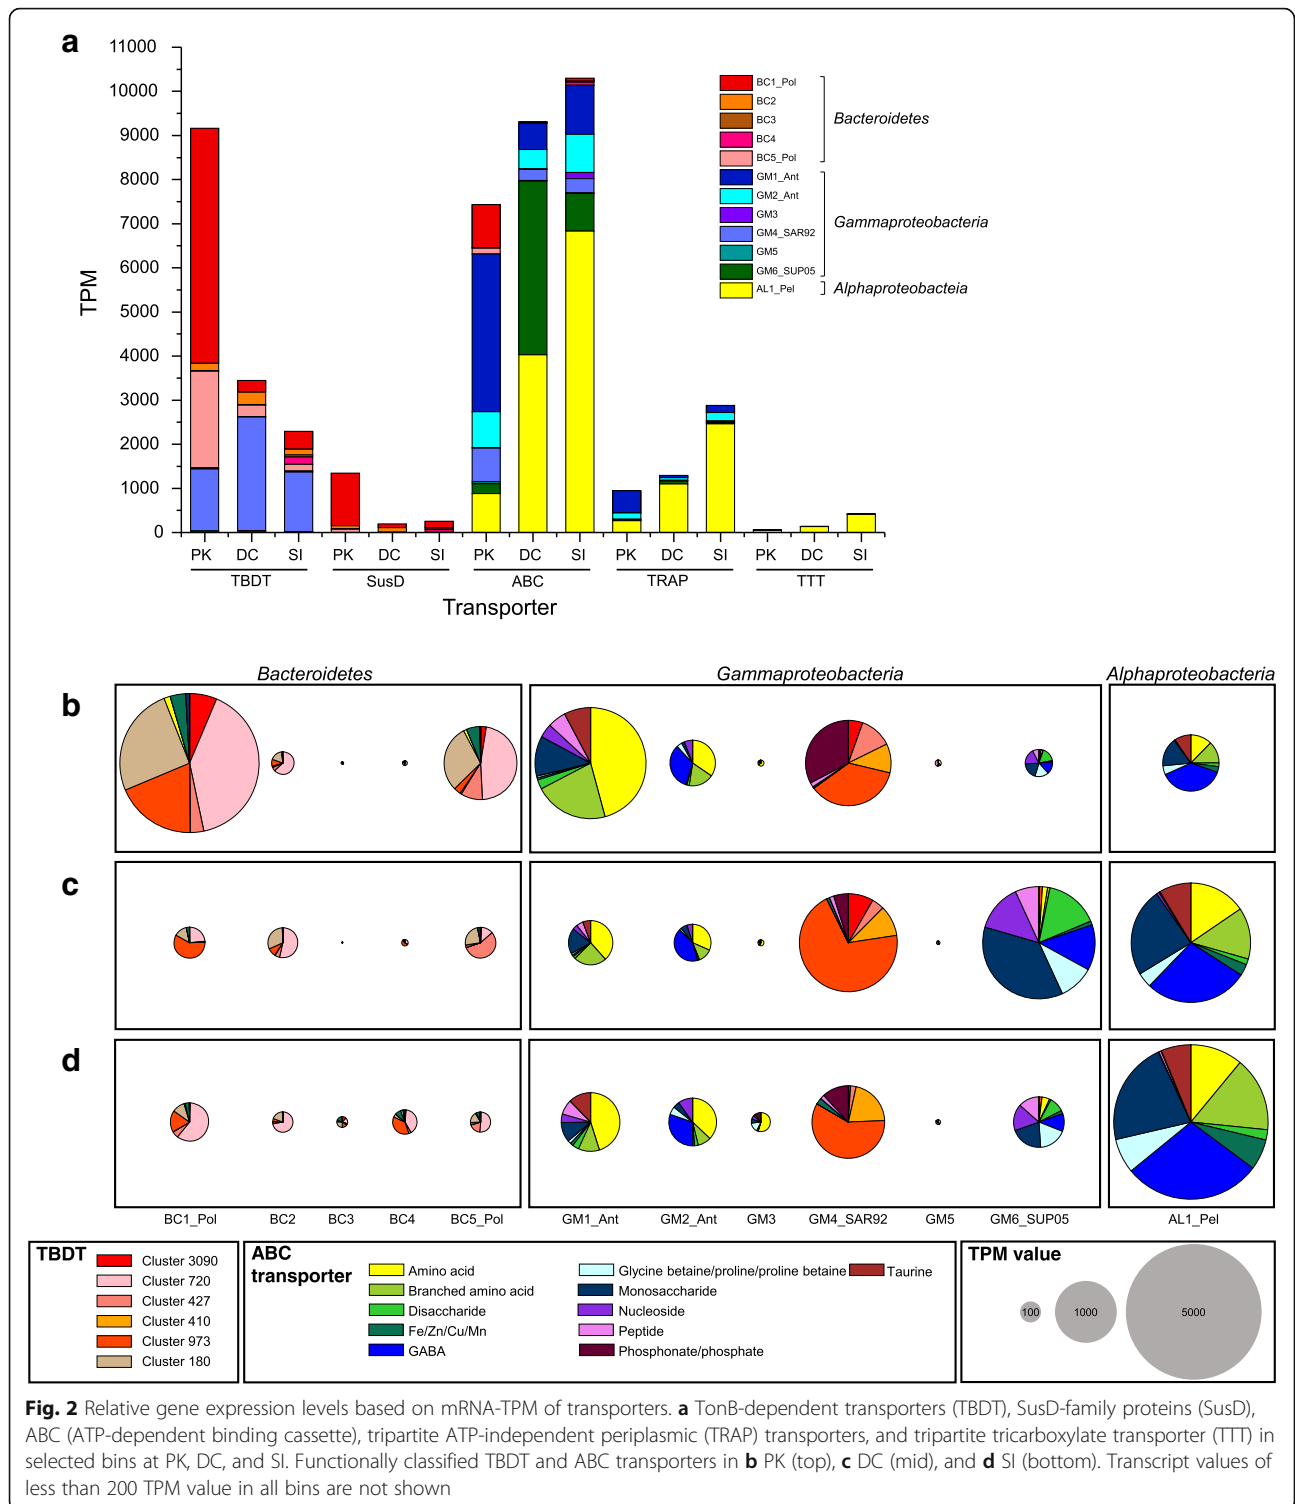 a
11000
10000
9000
8000
7000
6000
5000
4000
3000
2000
1000
0
TPM
BC1_Pol
BC2
BC3
BC4
BC5_Pol
Bacteroidetes
GM1_Ant
GM2_Ant
GM3
GM4_SAR92
GM5
GM6_SUP05
Gammaproteobacteria
AL1_Pel
Alphaproteobacteia
PK DC SI PK DC SI PK DC SI PK DC SI PK DC SI
TBDT SusD ABC TRAP TTT
Transporter
Bacteroidetes Gammaproteobacteria Alphaproteobacteria
b
c
d
BC1_Pol BC2 BC3 BC4 BC5_Pol GM1_Ant GM2_Ant GM3 GM4_SAR92 GM5 GM6_SUP05 AL1_Pel
TBDT
Cluster 3090
Cluster 720
Cluster 427
Cluster 410
Cluster 973
Cluster 180
ABC
transporter
Amino acid
Branched amino acid
Disaccharide
Fe/Zn/Cu/Mn
GABA
Glycine betaine/proline/proline betaine
Monosaccharide
Nucleoside
Peptide
Phosphonate/phosphate
Taurine
TPM value
100 1000 5000
Fig. 2 Relative gene expression levels based on mRNA-TPM of transporters. a TonB-dependent transporters (TBDT), SusD-family proteins (SusD),
ABC (ATP-dependent binding cassette), tripartite ATP-independent periplasmic (TRAP) transporters, and tripartite tricarboxylate transporter (TTT) in
selected bins at PK, DC, and SI. Functionally classified TBDT and ABC transporters in b PK (top), c DC (mid), and d SI (bottom). Transcript values of
less than 200 TPM value in all bins are not shown